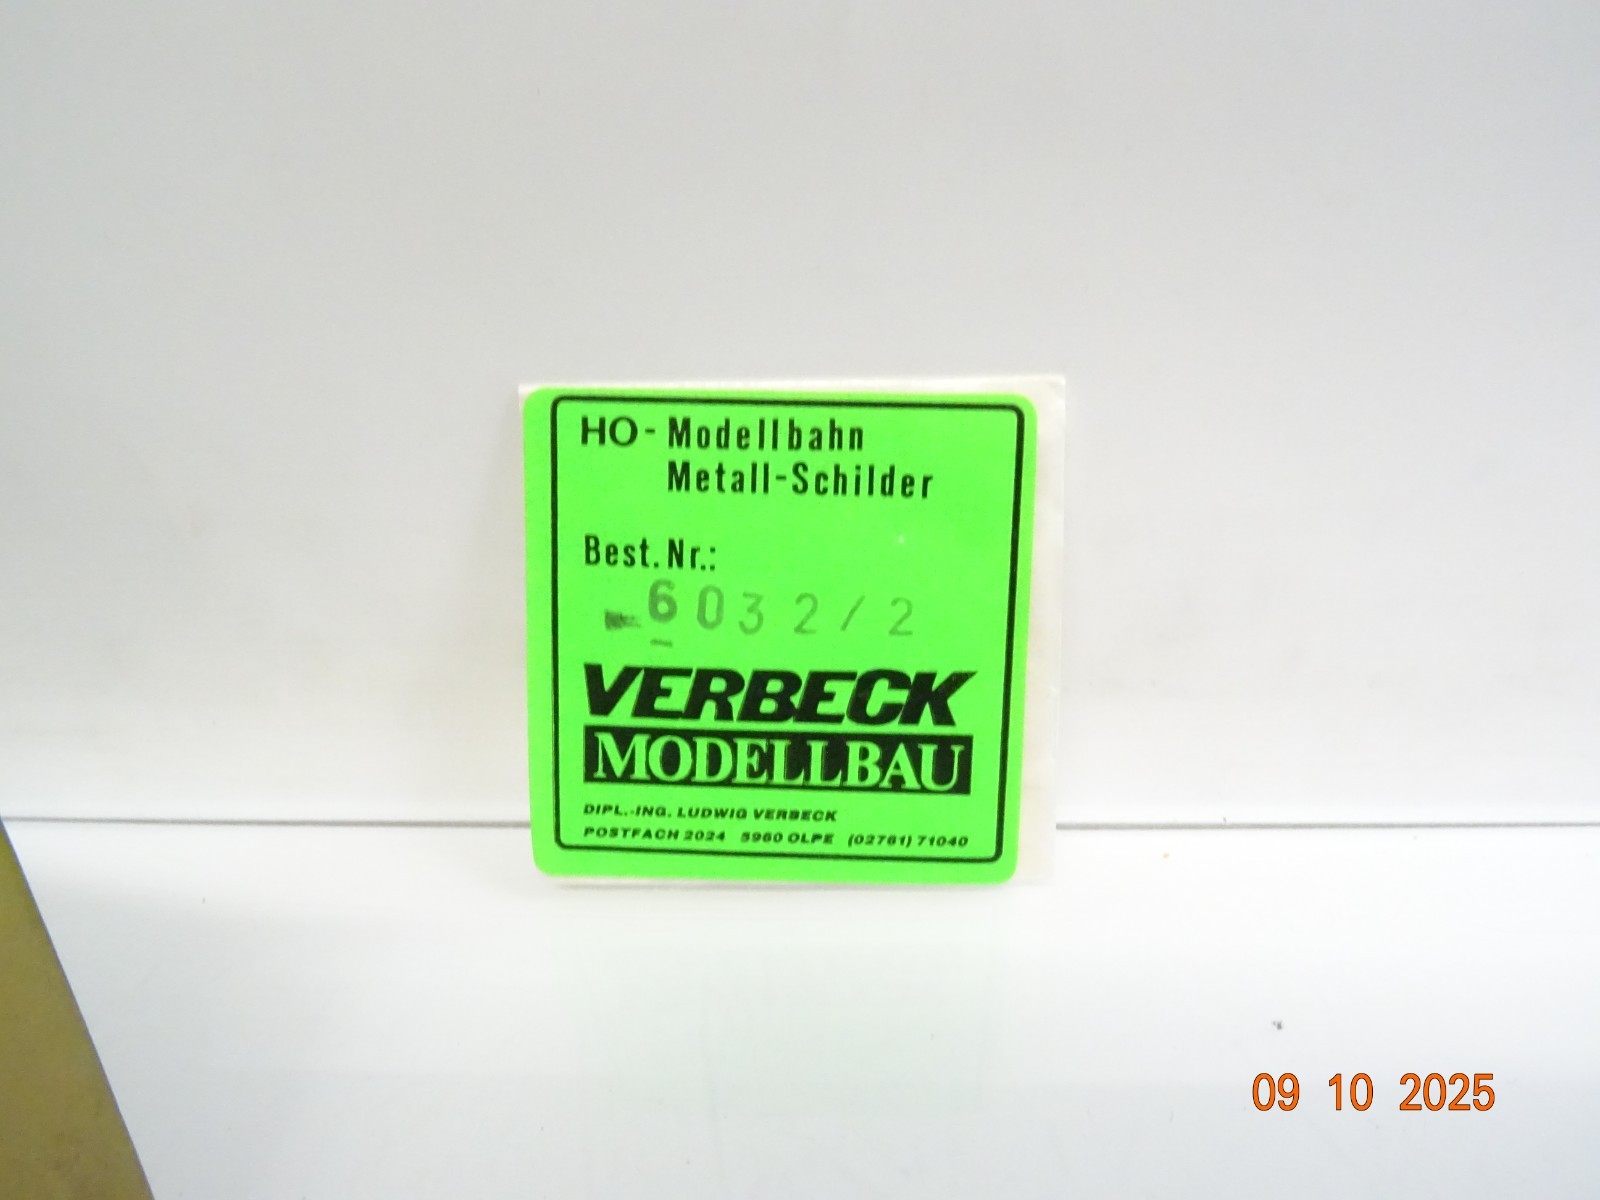 HO-Modellbahn
Metall-Schilder
Best.Nr.:
6032/2
VERBECK
MODELLBAU
DIPL.-ING. LUDWIG VERBECK
POSTFACH 2024 5960 OLPE (02761) 71040
09 10 2025